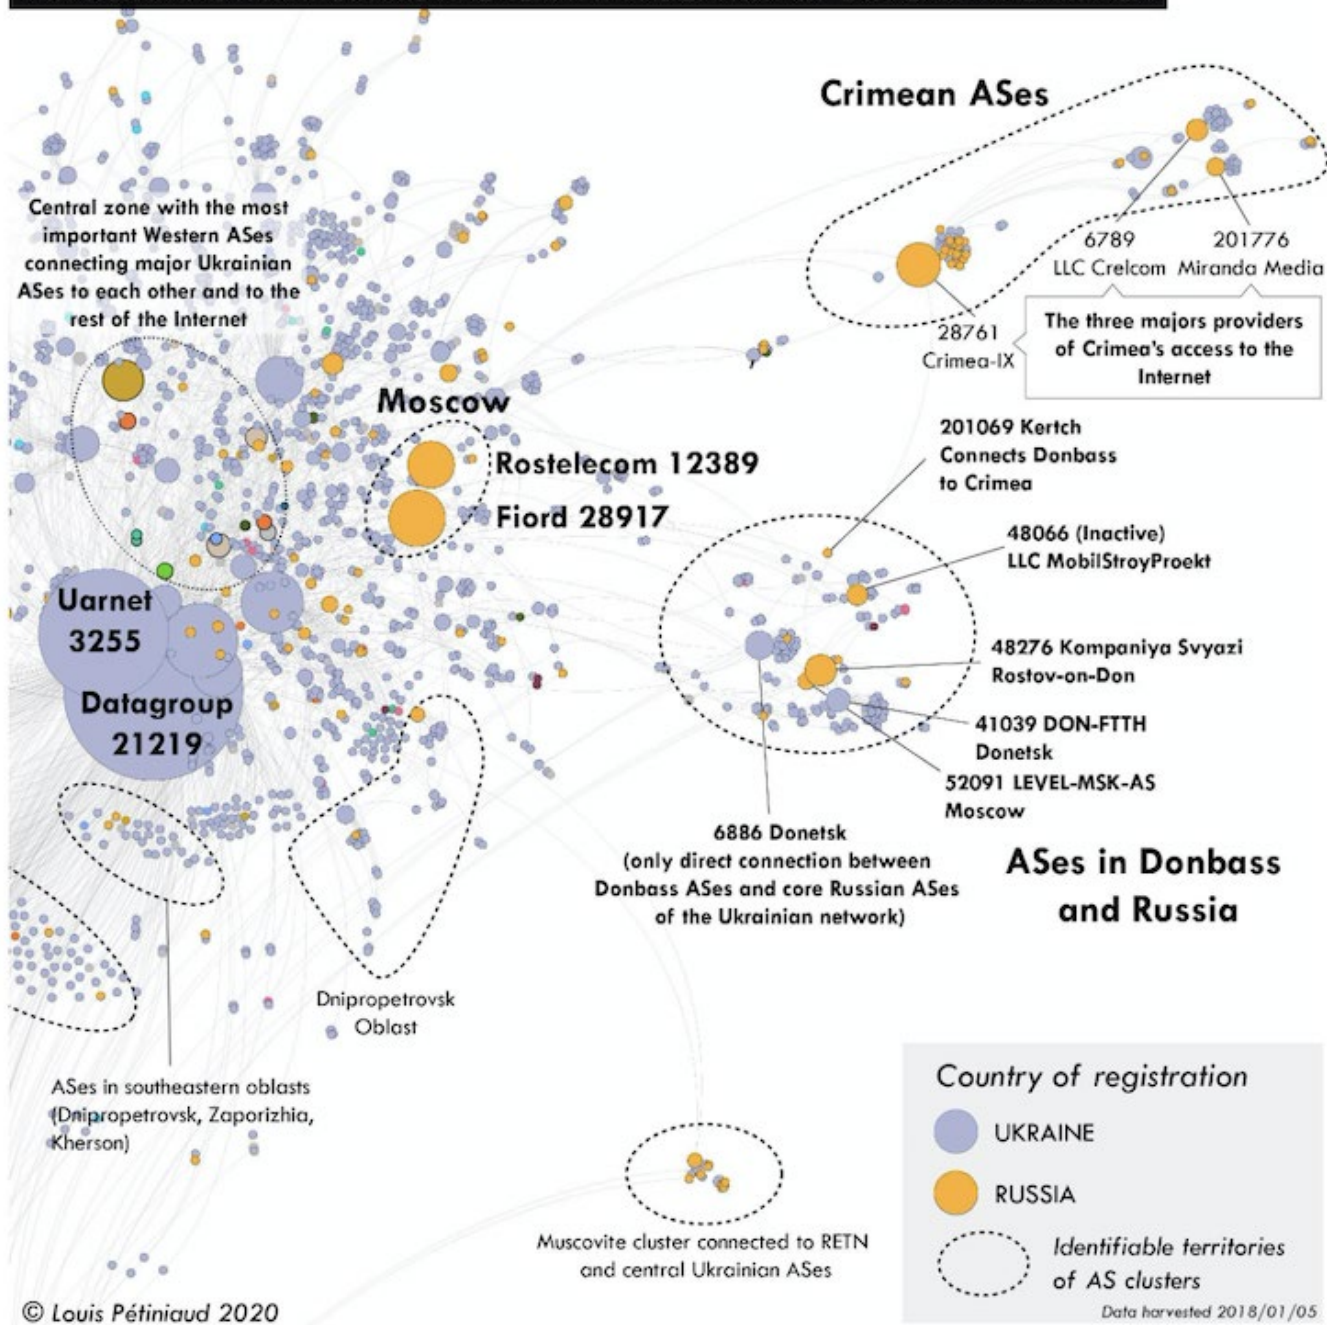 Crimean ASes
Central zone with the most
important Western ASes
connecting major Ukrainian
ASes to each other and to the
rest of the Internet
6789
LLC Crelcom
201776
Miranda Media
28761
Crimea-IX
The three majors providers
of Crimea's access to the
Internet
Moscow
Rostelecom 12389
Fiord 28917
201069 Kertch
Connects Donbass
to Crimea
48066 (Inactive)
LLC MobilStroyProekt
Uarnet
3255
Datagroup
21219
48276 Kompaniya Svyazi
Rostov-on-Don
41039 DON-FTTH
Donetsk
52091 LEVEL-MSK-AS
Moscow
6886 Donetsk
(only direct connection between
Donbass ASes and core Russian ASes
of the Ukrainian network)
ASes in Donbass
and Russia
Dnipropetrovsk
Oblast
ASes in southeastern oblasts
(Dnipropetrovsk, Zaporizhia,
Kherson)
Muscovite cluster connected to RETN
and central Ukrainian ASes
Country of registration
UKRAINE
RUSSIA
Identifiable territories
of AS clusters
Data harvested 2018/01/05
© Louis Pétiniaud 2020